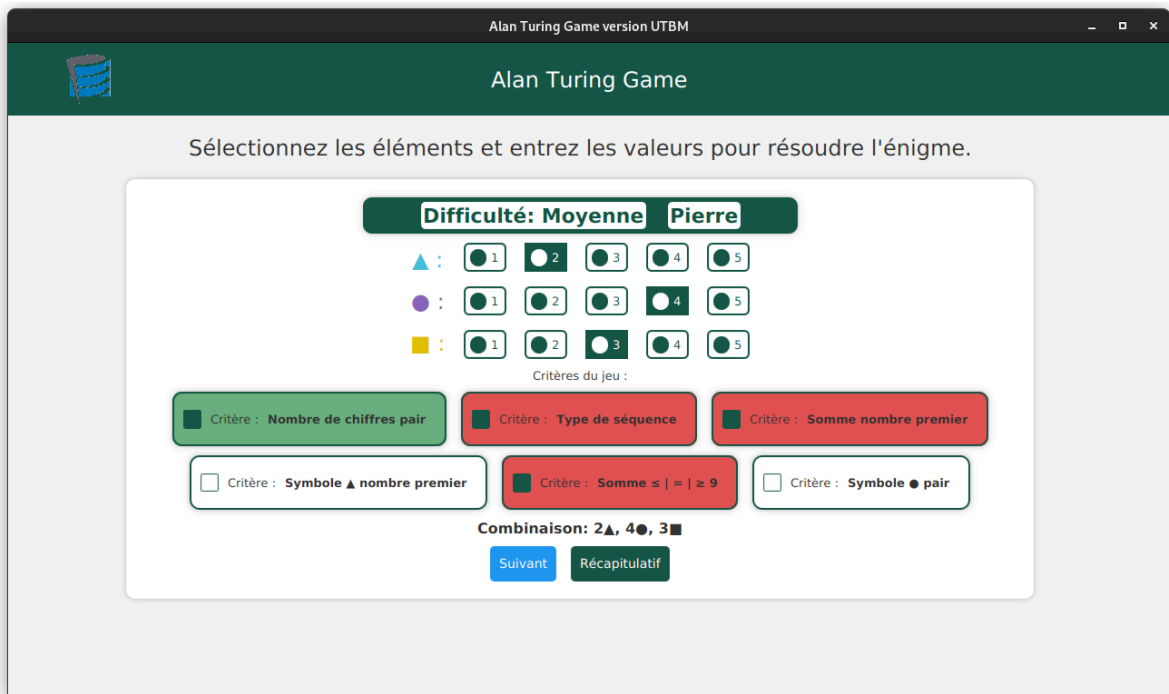 Alan Turing Game version UTBM
Alan Turing Game
Sélectionnez les éléments et entrez les valeurs pour résoudre l'énigme.
Difficulté: Moyenne Pierre
▲ : 1 2 3 4 5
● : 1 2 3 4 5
■ : 1 2 3 4 5
Critères du jeu :
Critère : Nombre de chiffres pair Critère : Type de séquence Critère : Somme nombre premier
Critère : Symbole ▲ nombre premier Critère : Somme ≤ | = | ≥ 9 Critère : Symbole ● pair
Combinaison: 2▲, 4●, 3■
Suivant Récapitulatif